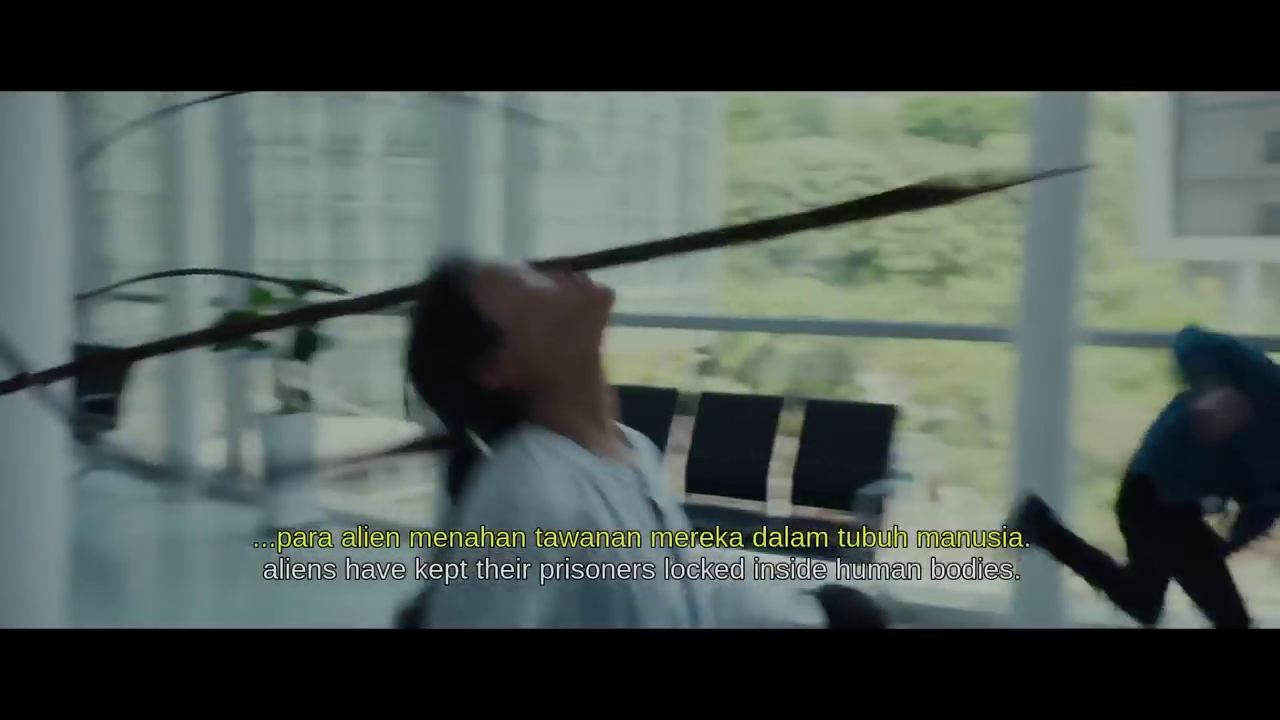 ...para alien menahan tawanan mereka dalam tubuh manusia.
aliens have kept their prisoners locked inside human bodies.